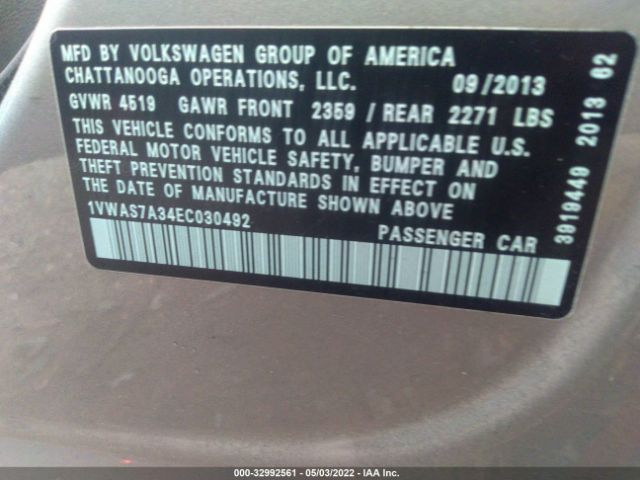 MFD BY VOLKSWAGEN GROUP OF AMERICA
CHATTANOOGA OPERATIONS, LLC. 09/2013
GVWR 4519 GAWR FRONT 2359 / REAR 2271 LBS
THIS VEHICLE CONFORMS TO ALL APPLICABLE U.S.
FEDERAL MOTOR VEHICLE SAFETY, BUMPER AND
THEFT PREVENTION STANDARDS IN EFFECT ON
THE DATE OF MANUFACTURE SHOWN ABOVE
1VWAS7A34EC030492
PASSENGER CAR
3919449 2013 62
000-32992561 - 05/03/2022 - IAA Inc.